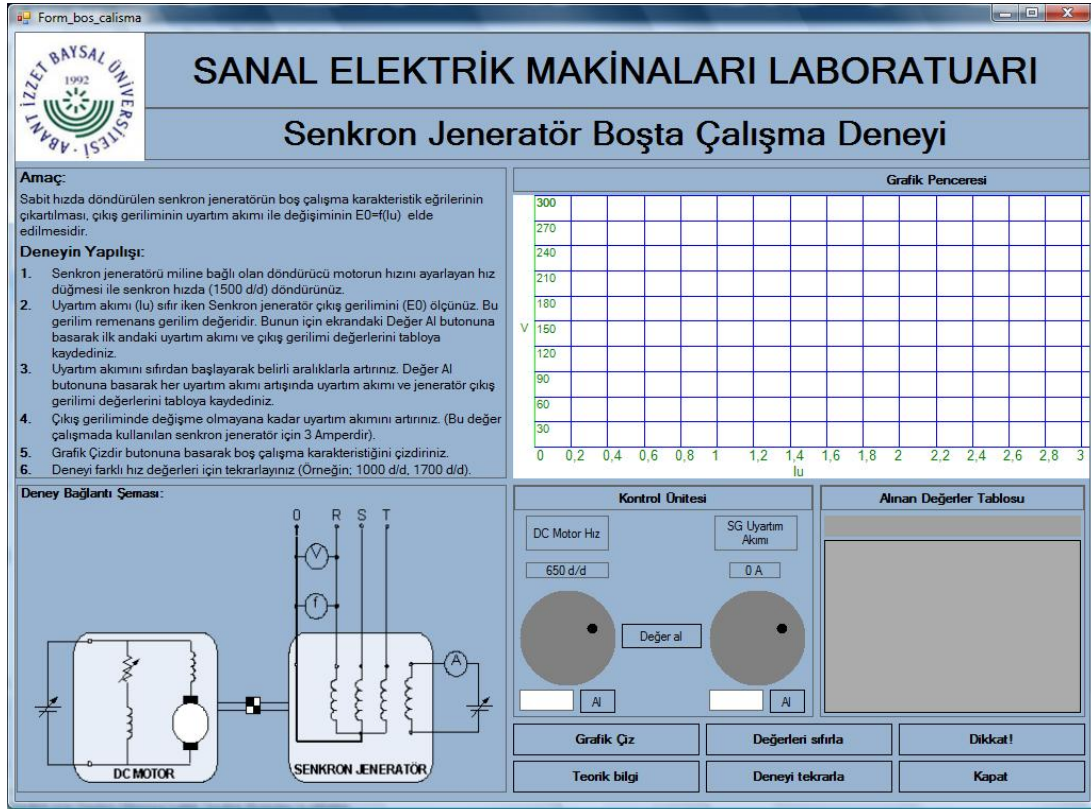 Form_bos_calisma
ABANT İZZET BAYSAL ÜNİVERSİTESİ-BV.
1992
SANAL ELEKTRİK MAKİNALARI LABORATUARI
Senkron Jeneratör Boşta Çalışma Deneyi
Amaç:
Sabit hızda döndürülen senkron jeneratörün boş çalışma karakteristik eğrilerinin
çıkartılması, çıkış geriliminin uyartım akımı ile değişiminin E0=f(Iu) elde
edilmesidir.
Deneyin Yapılışı:
1. Senkron jeneratörü miline bağlı olan döndürücü motorun hızını ayarlayan hız
düğmesi ile senkron hızda (1500 d/d) döndürünüz.
2. Uyartım akımı (Iu) sıfır iken Senkron jeneratör çıkış gerilimini (E0) ölçünüz. Bu
gerilim remenans gerilim değeridir. Bunun için ekrandaki Değer Al butonuna
basarak ilk andaki uyartım akımı ve çıkış gerilimi değerlerini tabloya
kaydediniz.
3. Uyartım akımını sıfırdan başlayarak belirli aralıklarla artırınız. Değer Al
butonuna basarak her uyartım akımı artışında uyartım akımı ve jeneratör çıkış
gerilimi değerlerini tabloya kaydediniz.
4. Çıkış geriliminde değişme olmayana kadar uyartım akımını artırınız. (Bu değer
çalışmada kullanılan senkron jeneratör için 3 Amperdir).
5. Grafik Çizdir butonuna basarak boş çalışma karakteristiğini çizdiriniz.
6. Deneyi farklı hız değerleri için tekrarlayınız (Örneğin; 1000 d/d, 1700 d/d).
Grafik Penceresi
300
270
240
210
180
V 150
120
90
60
30
0 0,2 0,4 0,6 0,8 1 1,2 1,4 1,6 1,8 2 2,2 2,4 2,6 2,8 3
Iu
Deney Bağlantı Şeması:
0 R S T
V
f
A
DC MOTOR
SENKRON JENERATÖR
Kontrol Ünitesi
DC Motor Hız
SG Uyartım
Akımı
650 d/d
0 A
Değer al
Al
Al
Alınan Değerler Tablosu
Grafik Çiz
Değerleri sıfırla
Dikkat!
Teorik bilgi
Deneyi tekrarla
Kapat